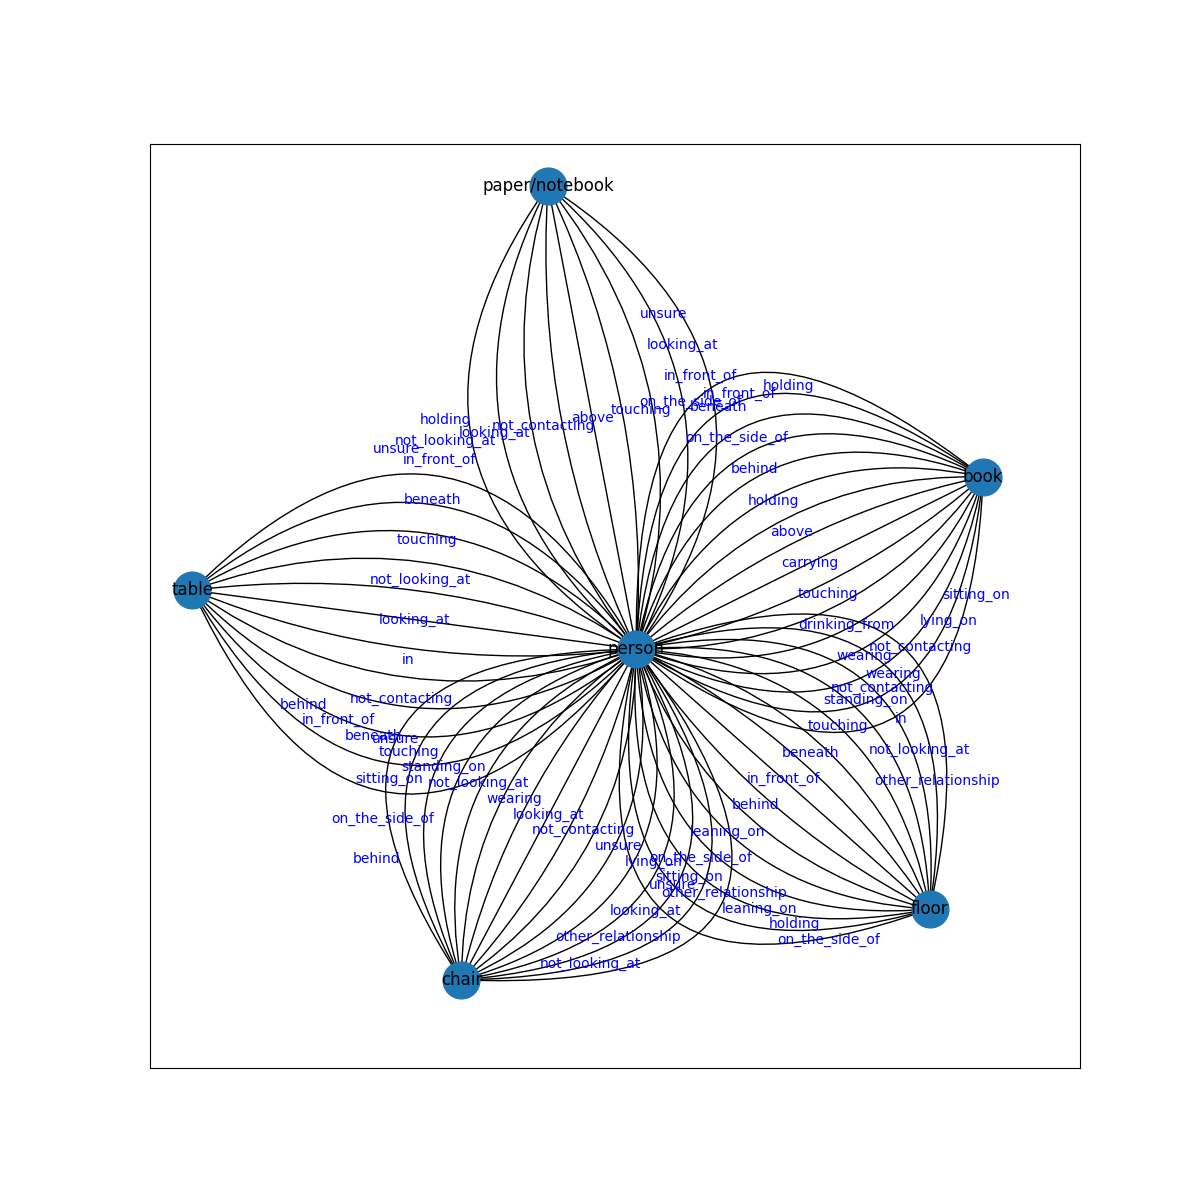 paper/notebook
unsure
looking_at
in_front_of
holding
in_front_of
on_the_side_of
beneath
touching
above
holding
not_contacting
looking_at
not_looking_at
on_the_side_of
unsure
in_front_of
behind
book
beneath
holding
above
touching
carrying
not_looking_at
table
touching
sitting_on
looking_at
lying_on
drinking_from
person
not_contacting
wearing
in
wearing
not_contacting
not_contacting
standing_on
behind
in_front_of
in
touching
beneath
unsure
touching
not_looking_at
beneath
standing_on
sitting_on
in_front_of
not_looking_at
other_relationship
wearing
behind
looking_at
on_the_side_of
not_contacting
leaning_on
unsure
behind
on_the_side_of
lying_on
sitting_on
unsure
other_relationship
looking_at
leaning_on
floor
holding
other_relationship
on_the_side_of
not_looking_at
chair